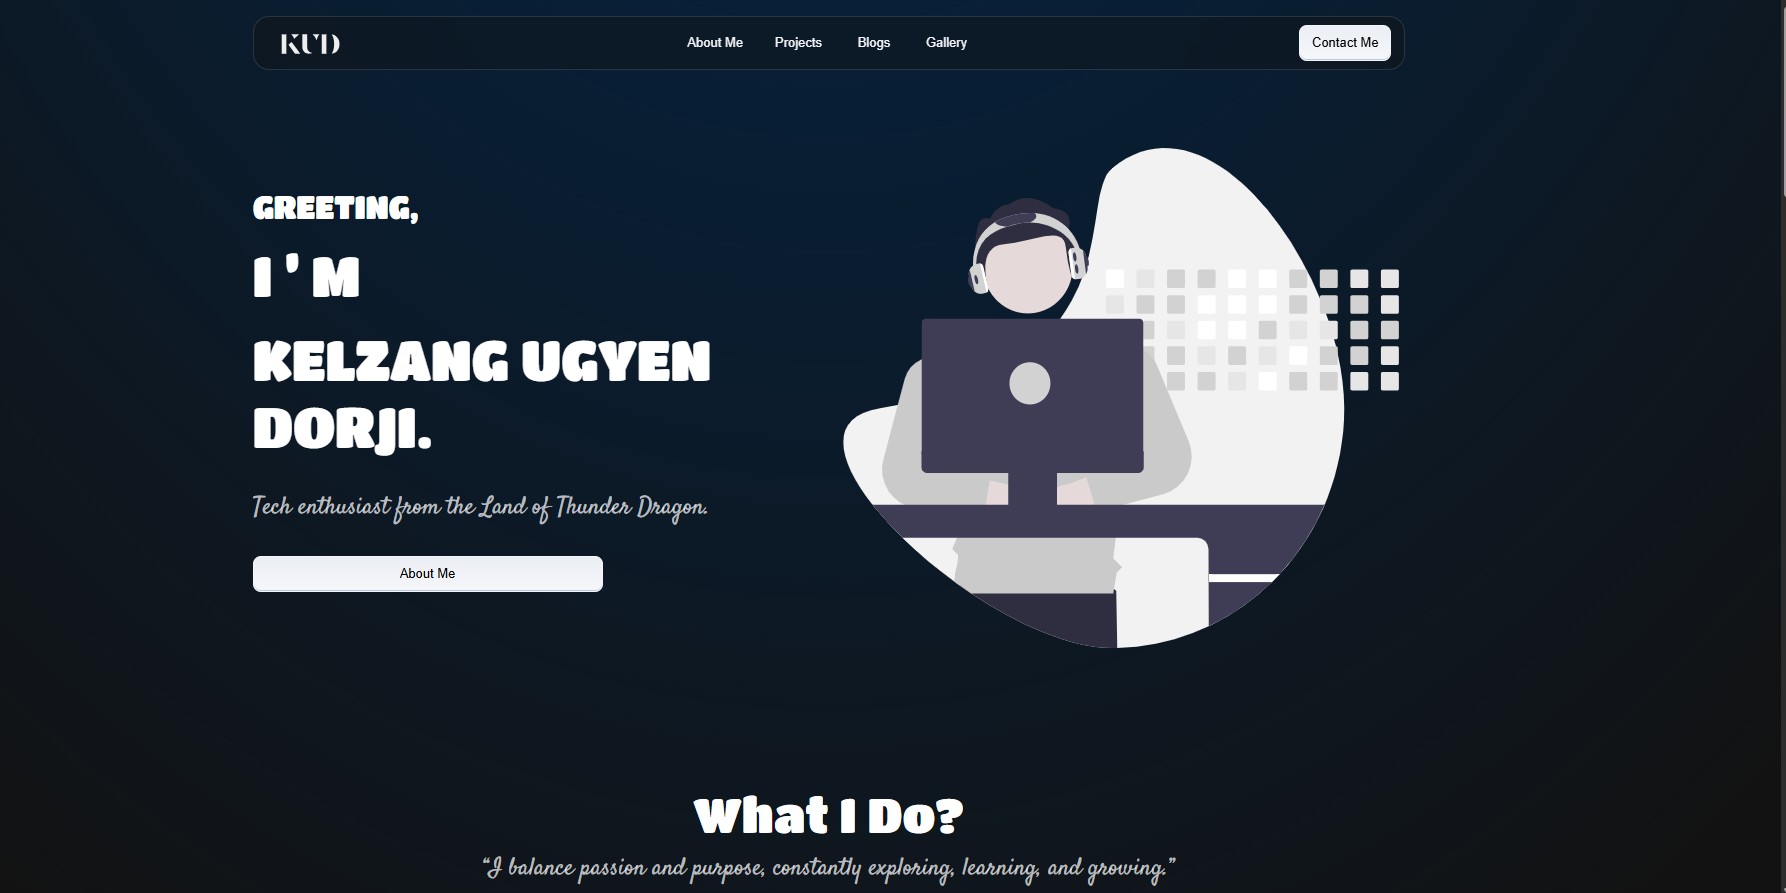 KUD
About Me Projects Blogs Gallery Contact Me
GREETING,
I ' M
KELZANG UGYEN
DORJI.
Tech enthusiast from the Land of Thunder Dragon.
About Me
What I Do?
“I balance passion and purpose, constantly exploring, learning, and growing.”